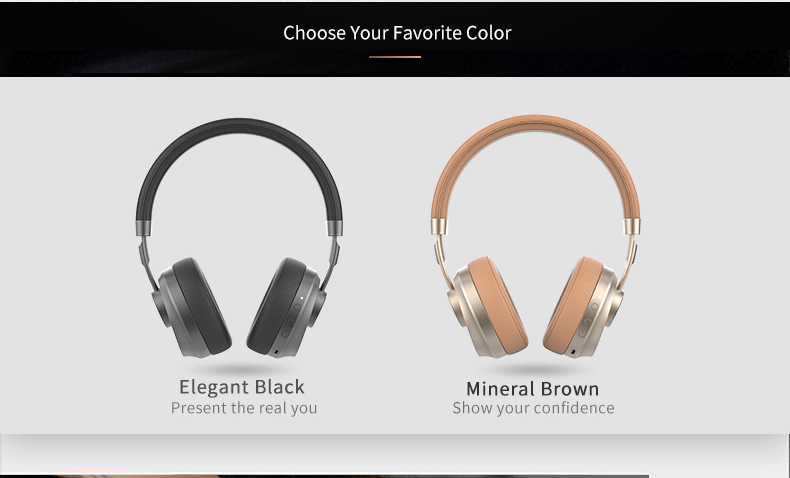 Choose Your Favorite Color
Elegant Black
Present the real you
Mineral Brown
Show your confidence